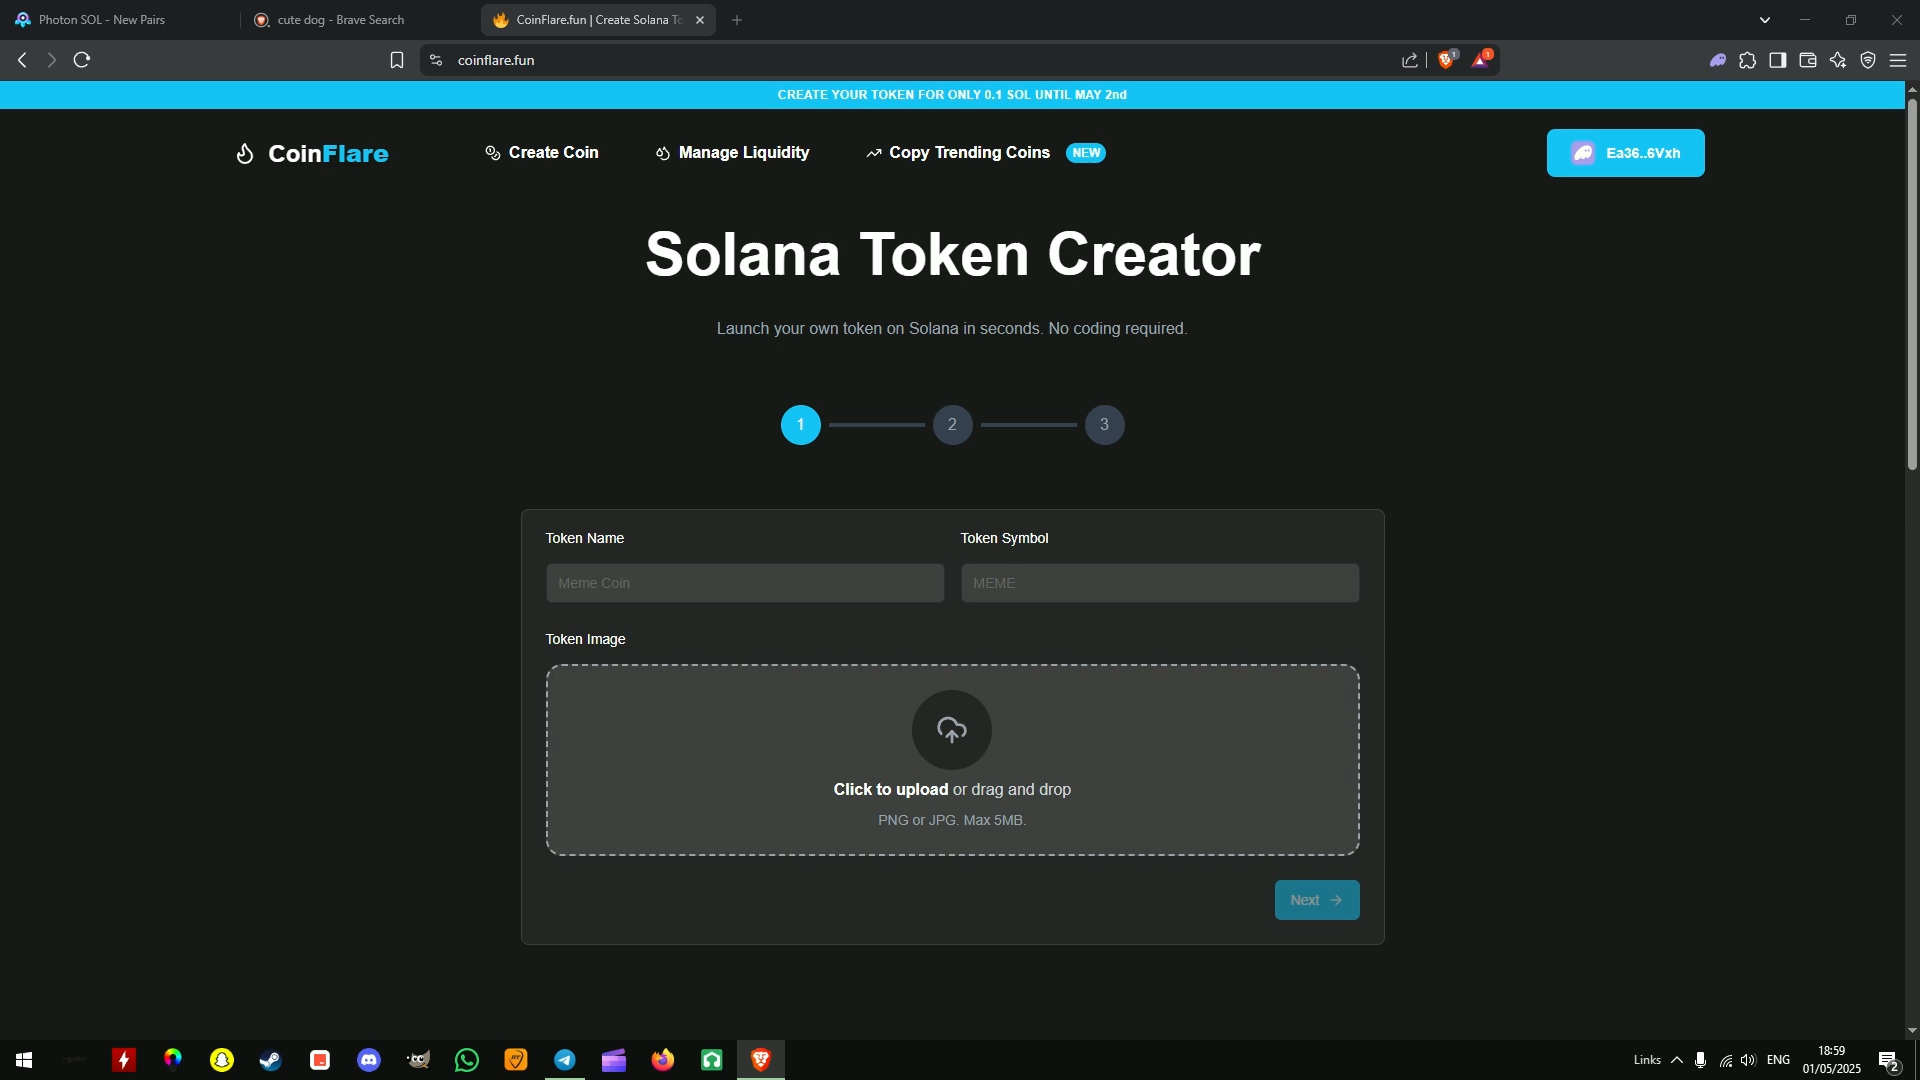 Photon SOL - New Pairs
cute dog - Brave Search
CoinFlare.fun | Create Solana To
coinflare.fun
1
1
CREATE YOUR TOKEN FOR ONLY 0.1 SOL UNTIL MAY 2nd
CoinFlare
Create Coin
Manage Liquidity
Copy Trending Coins NEW
Ea36..6Vxh
Solana Token Creator
Launch your own token on Solana in seconds. No coding required.
1
2
3
Token Name
Token Symbol
Meme Coin
MEME
Token Image
Click to upload or drag and drop
PNG or JPG. Max 5MB.
Next
Links
ENG
18:59
01/05/2025
2